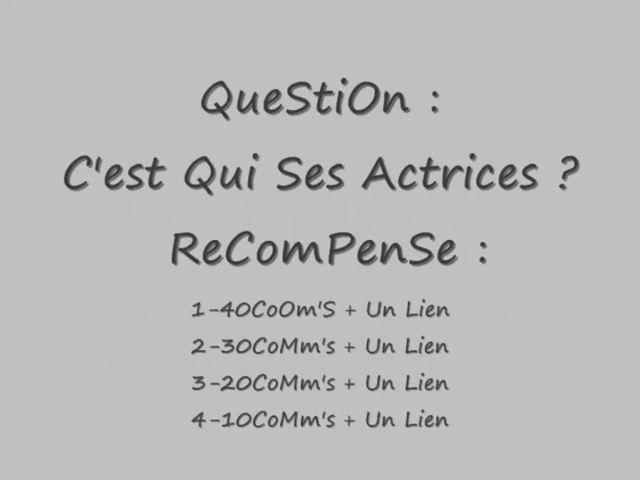 QueStiOn :
C'est Qui Ses Actrices ?
ReComPenSe :
1-40CoOm'S + Un Lien
2-30CoMm's + Un Lien
3-20CoMm's + Un Lien
4-10CoMm's + Un Lien